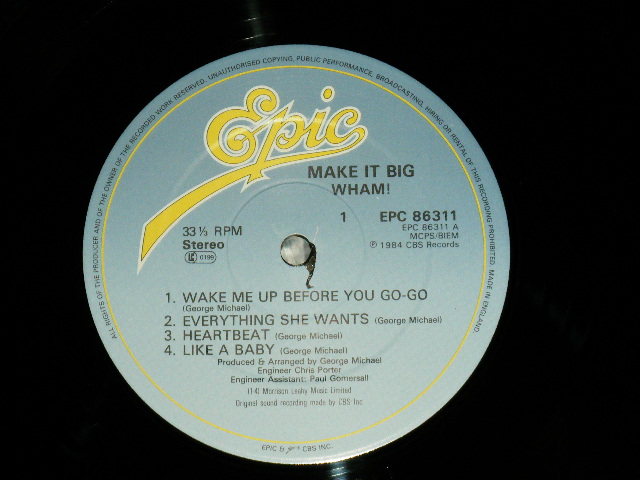 ALL RIGHTS OF THE PRODUCER AND OF THE OWNER OF THE RECORDED WORK RESERVED. UNAUTHORISED COPYING, PUBLIC PERFORMANCE, BROADCASTING, HIRING OR RENTAL OF THIS RECORDING PROHIBITED. MADE IN ENGLAND.
Epic
MAKE IT BIG
WHAM!
33⅓ RPM
Stereo
LC 0199
1
EPC 86311
EPC 86311 A
MCPS/BIEM
℗ 1984 CBS Records
1. WAKE ME UP BEFORE YOU GO-GO
(George Michael)
2. EVERYTHING SHE WANTS (George Michael)
3. HEARTBEAT (George Michael)
4. LIKE A BABY (George Michael)
Produced & Arranged by George Michael
Engineer Chris Porter
Engineer Assistant: Paul Gomersall
(1-4) Morrison Leahy Music Limited
Original sound recording made by CBS Inc
EPIC & CBS INC.